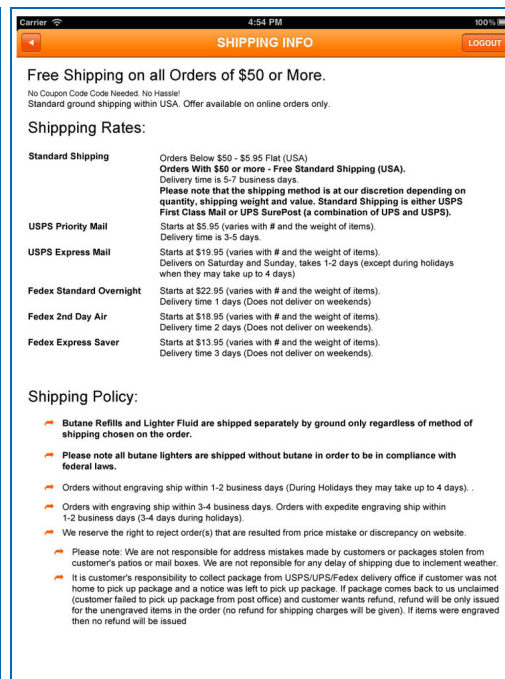 Carrier 4:54 PM 100%
SHIPPING INFO
LOGOUT
Free Shipping on all Orders of $50 or More.
No Coupon Code Code Needed. No Hassle!
Standard ground shipping within USA. Offer available on online orders only.
Shippping Rates:
Standard Shipping
Orders Below $50 - $5.95 Flat (USA)
Orders With $50 or more - Free Standard Shipping (USA).
Delivery time is 5-7 business days.
Please note that the shipping method is at our discretion depending on
quantity, shipping weight and value. Standard Shipping is either USPS
First Class Mail or UPS SurePost (a combination of UPS and USPS).
USPS Priority Mail
Starts at $5.95 (varies with # and the weight of items).
Delivery time is 3-5 days.
USPS Express Mail
Starts at $19.95 (varies with # and the weight of items).
Delivers on Saturday and Sunday, takes 1-2 days (except during holidays
when they may take up to 4 days)
Fedex Standard Overnight
Starts at $22.95 (varies with # and the weight of items).
Delivery time 1 days (Does not deliver on weekends)
Fedex 2nd Day Air
Starts at $18.95 (varies with # and the weight of items).
Delivery time 2 days (Does not deliver on weekends).
Fedex Express Saver
Starts at $13.95 (varies with # and the weight of items).
Delivery time 3 days (Does not deliver on weekends).
Shipping Policy:
Butane Refills and Lighter Fluid are shipped separately by ground only regardless of method of
shipping chosen on the order.
Please note all butane lighters are shipped without butane in order to be in compliance with
federal laws.
Orders without engraving ship within 1-2 business days (During Holidays they may take up to 4 days). .
Orders with engraving ship within 3-4 business days. Orders with expedite engraving ship within
1-2 business days (3-4 days during holidays).
We reserve the right to reject order(s) that are resulted from price mistake or discrepancy on website.
Please note: We are not responsible for address mistakes made by customers or packages stolen from
customer's patios or mail boxes. We are not reponsible for any delay of shipping due to inclement weather.
It is customer's responsibility to collect package from USPS/UPS/Fedex delivery office if customer was not
home to pick up package and a notice was left to pick up package. If package comes back to us unclaimed
(customer failed to pick up package from post office) and customer wants refund, refund will be only issued
for the unengraved items in the order (no refund for shipping charges will be given). If items were engraved
then no refund will be issued